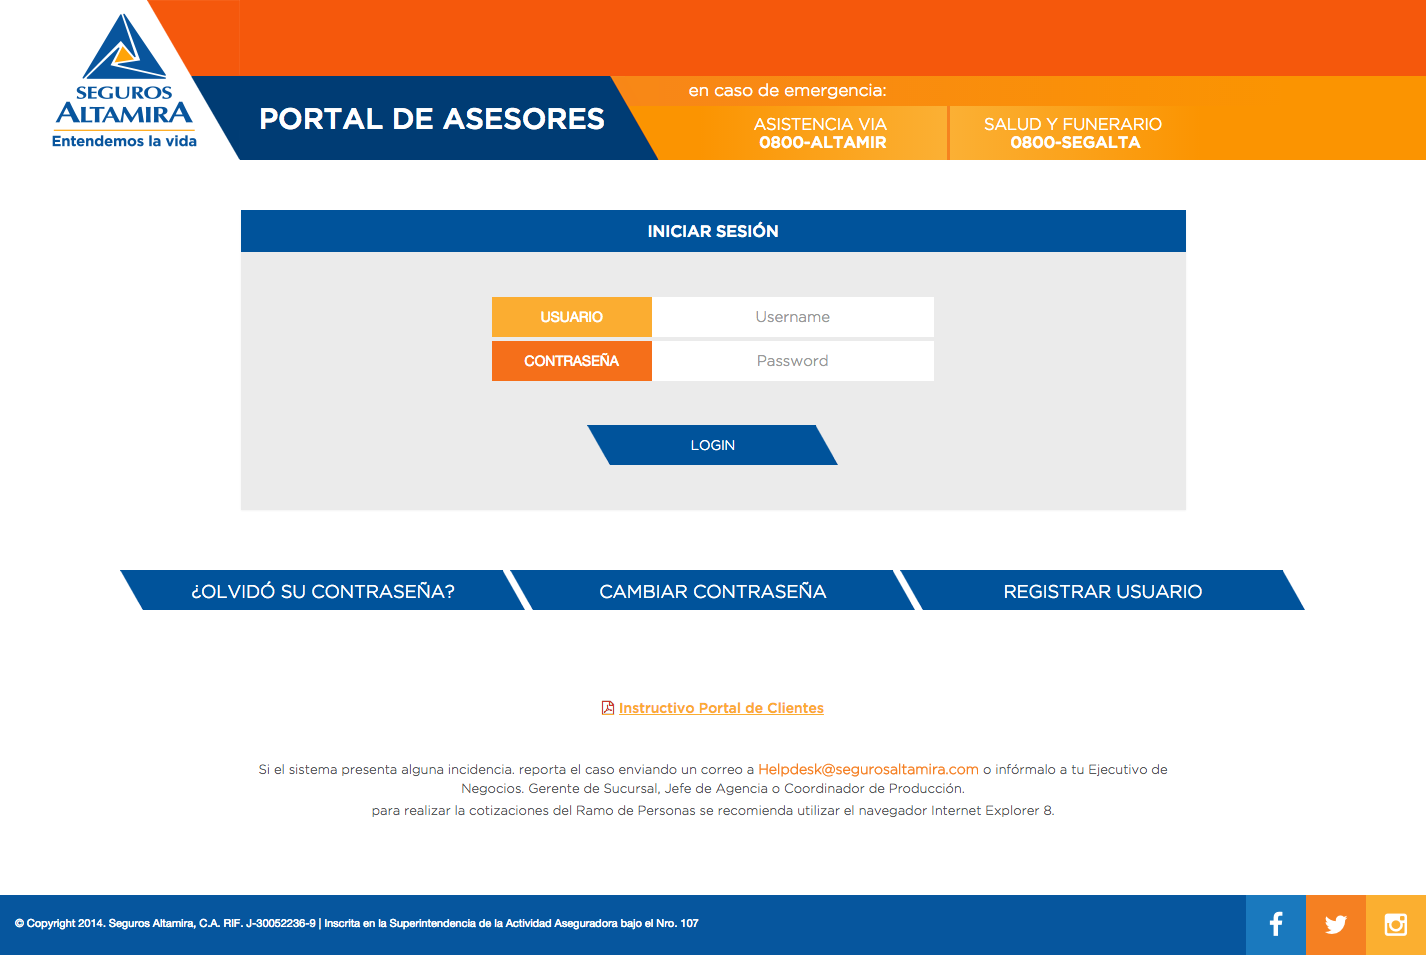 SEGUROS
ALTAMIRA
Entendemos la vida
PORTAL DE ASESORES
en caso de emergencia:
ASISTENCIA VIA
0800-ALTAMIR
SALUD Y FUNERARIO
0800-SEGALTA
INICIAR SESIÓN
USUARIO
Username
CONTRASEÑA
Password
LOGIN
¿OLVIDÓ SU CONTRASEÑA?
CAMBIAR CONTRASEÑA
REGISTRAR USUARIO
Instructivo Portal de Clientes
Si el sistema presenta alguna incidencia. reporta el caso enviando un correo a Helpdesk@segurosaltamira.com o infórmalo a tu Ejecutivo de
Negocios. Gerente de Sucursal, Jefe de Agencia o Coordinador de Producción.
para realizar la cotizaciones del Ramo de Personas se recomienda utilizar el navegador Internet Explorer 8.
© Copyright 2014. Seguros Altamira, C.A. RIF. J-30052236-9 | Inscrita en la Superintendencia de la Actividad Aseguradora bajo el Nro. 107